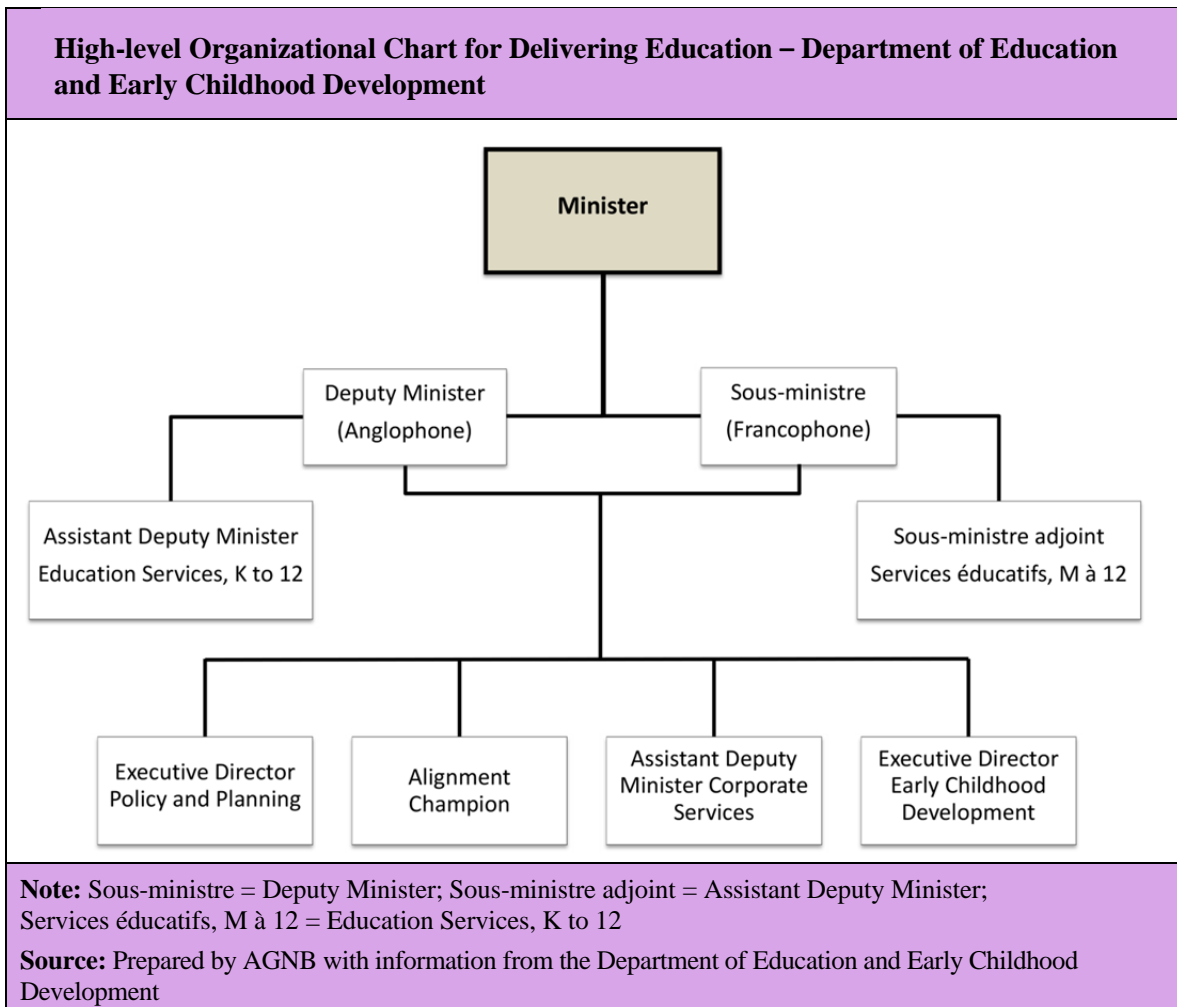 High-level Organizational Chart for Delivering Education – Department of Education
and Early Childhood Development
Minister
Deputy Minister
(Anglophone)
Sous-ministre
(Francophone)
Assistant Deputy Minister
Education Services, K to 12
Sous-ministre adjoint
Services éducatifs, M à 12
Executive Director
Policy and Planning
Alignment
Champion
Assistant Deputy
Minister Corporate
Services
Executive Director
Early Childhood
Development
Note: Sous-ministre = Deputy Minister; Sous-ministre adjoint = Assistant Deputy Minister;
Services éducatifs, M à 12 = Education Services, K to 12
Source: Prepared by AGNB with information from the Department of Education and Early Childhood
Development